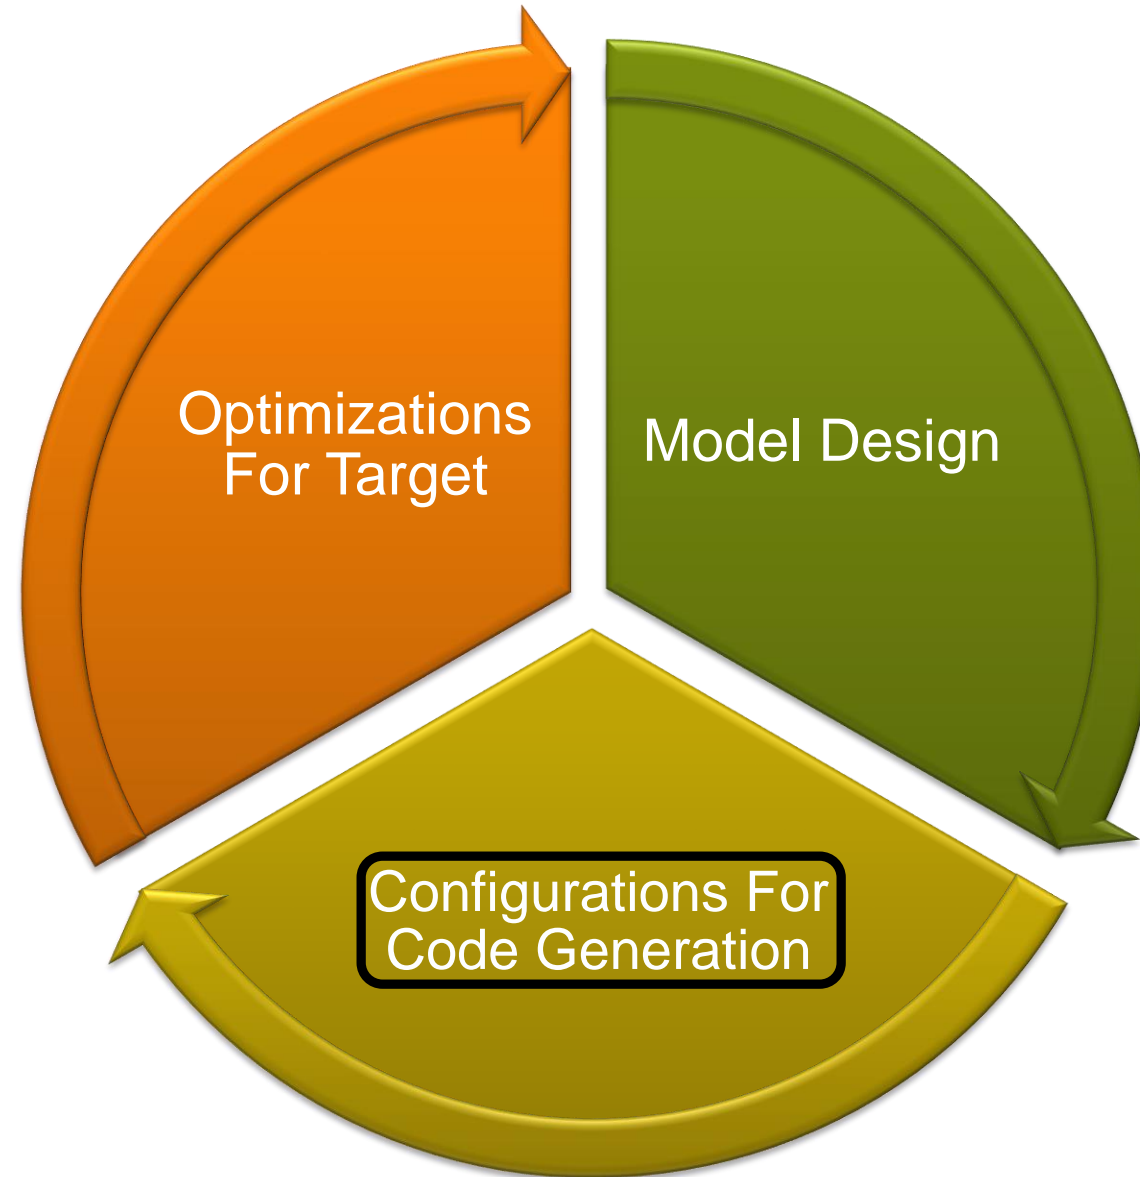 Optimizations
For Target
Model Design
Configurations For
Code Generation